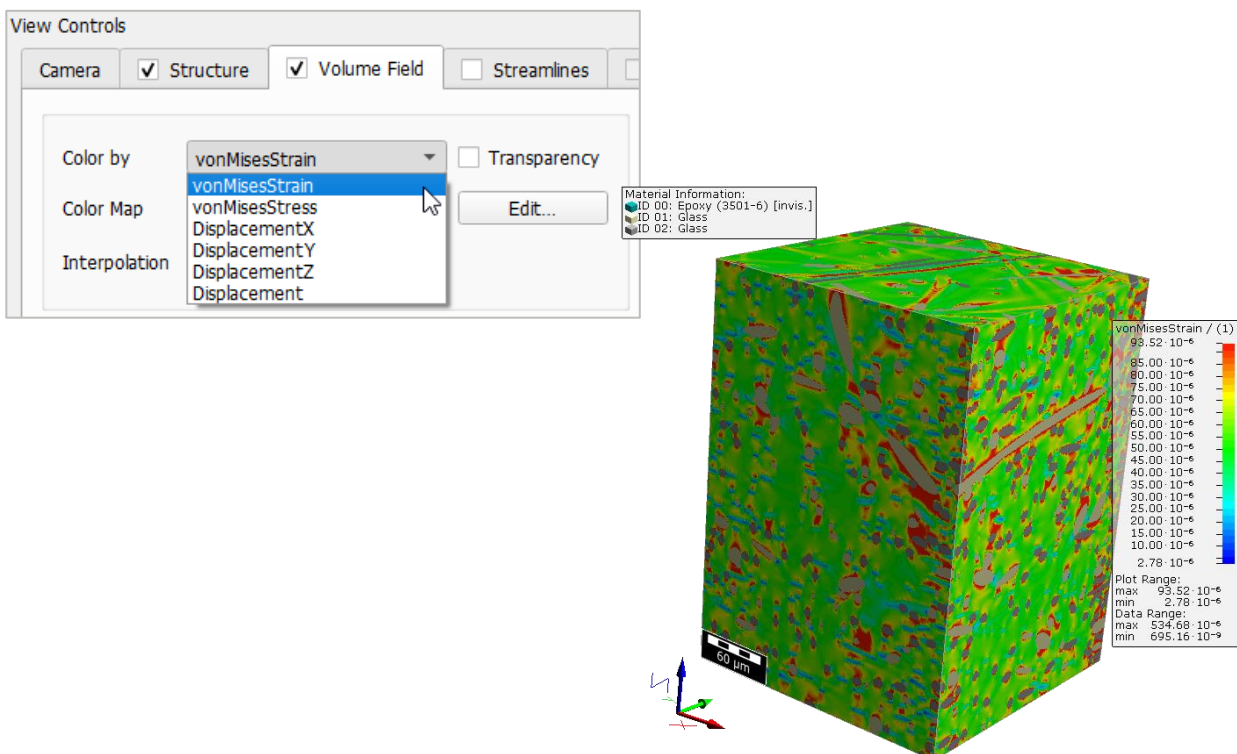 View Controls
Camera
Structure
Volume Field
Streamlines
Color by
vonMisesStrain
Transparency
vonMisesStrain
vonMisesStress
DisplacementX
DisplacementY
DisplacementZ
Displacement
Color Map
Edit...
Interpolation
Material Information:
ID 00: Epoxy (3501-6) [invis.]
ID 01: Glass
ID 02: Glass
vonMisesStrain / (1)
93.52·10⁻⁶
85.00·10⁻⁶
80.00·10⁻⁶
75.00·10⁻⁶
70.00·10⁻⁶
65.00·10⁻⁶
60.00·10⁻⁶
55.00·10⁻⁶
50.00·10⁻⁶
45.00·10⁻⁶
40.00·10⁻⁶
35.00·10⁻⁶
30.00·10⁻⁶
25.00·10⁻⁶
20.00·10⁻⁶
15.00·10⁻⁶
10.00·10⁻⁶
2.78·10⁻⁶
Plot Range:
max 93.52·10⁻⁶
min 2.78·10⁻⁶
Data Range:
max 534.68·10⁻⁶
min 695.16·10⁻⁹
60 µm
Z
Y
X